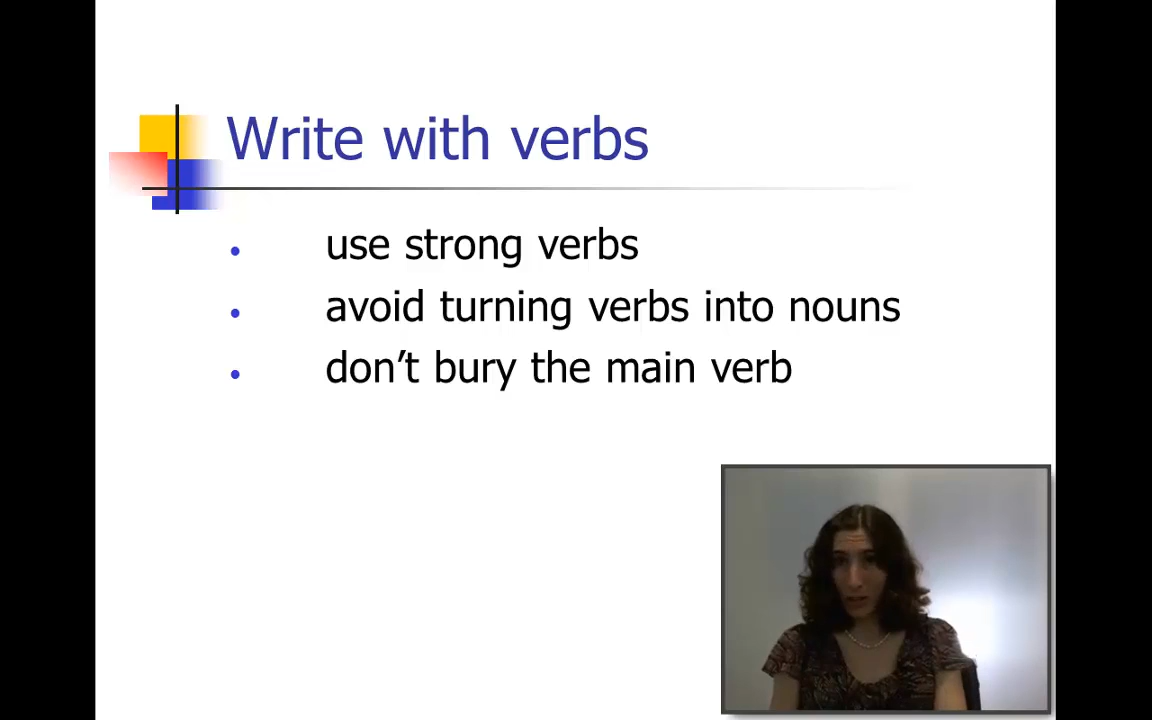 Write with verbs
• use strong verbs
• avoid turning verbs into nouns
• don’t bury the main verb